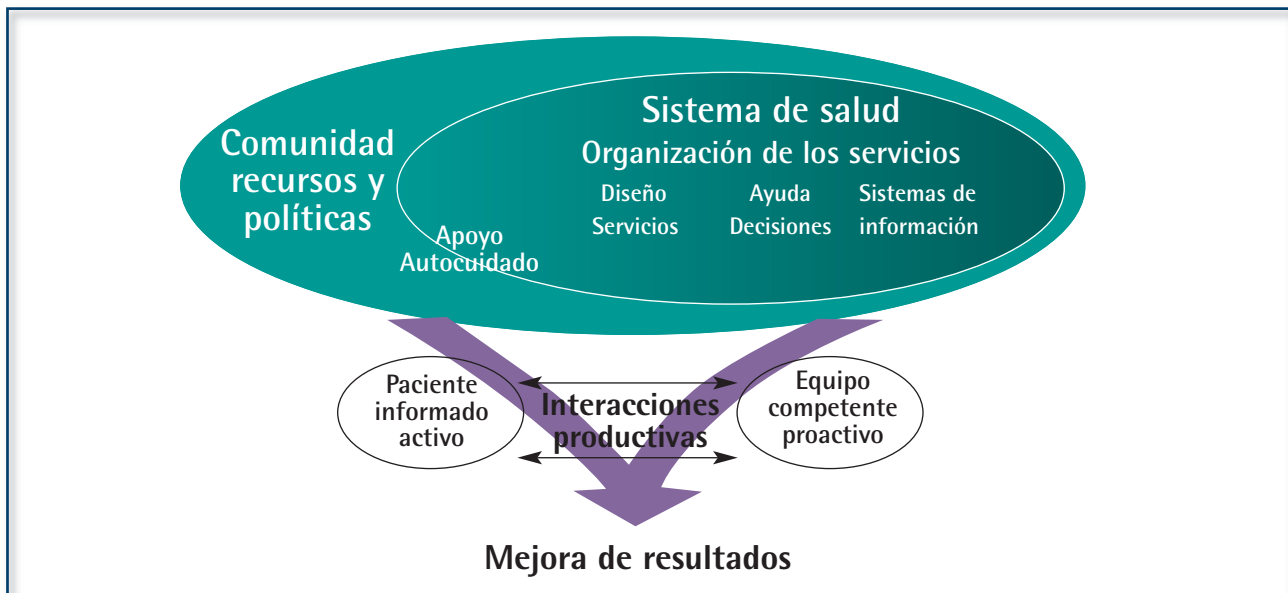 Comunidad
recursos y
políticas
Sistema de salud
Organización de los servicios
Diseño
Servicios
Ayuda
Decisiones
Sistemas de
información
Apoyo
Autocuidado
Paciente
informado
activo
Interacciones
productivas
Equipo
competente
proactivo
Mejora de resultados